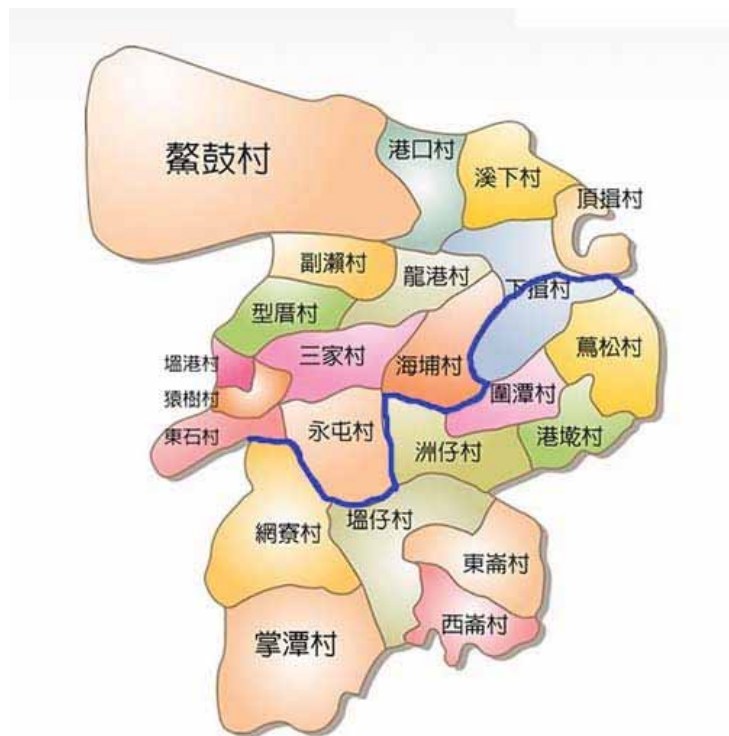 鰲鼓村
港口村
溪下村
頂揖村
副瀨村
龍港村
下揖村
型厝村
塭港村
三家村
海埔村
蔦松村
猿樹村
圍潭村
東石村
永屯村
洲仔村
港墘村
網寮村
塭仔村
東崙村
西崙村
掌潭村